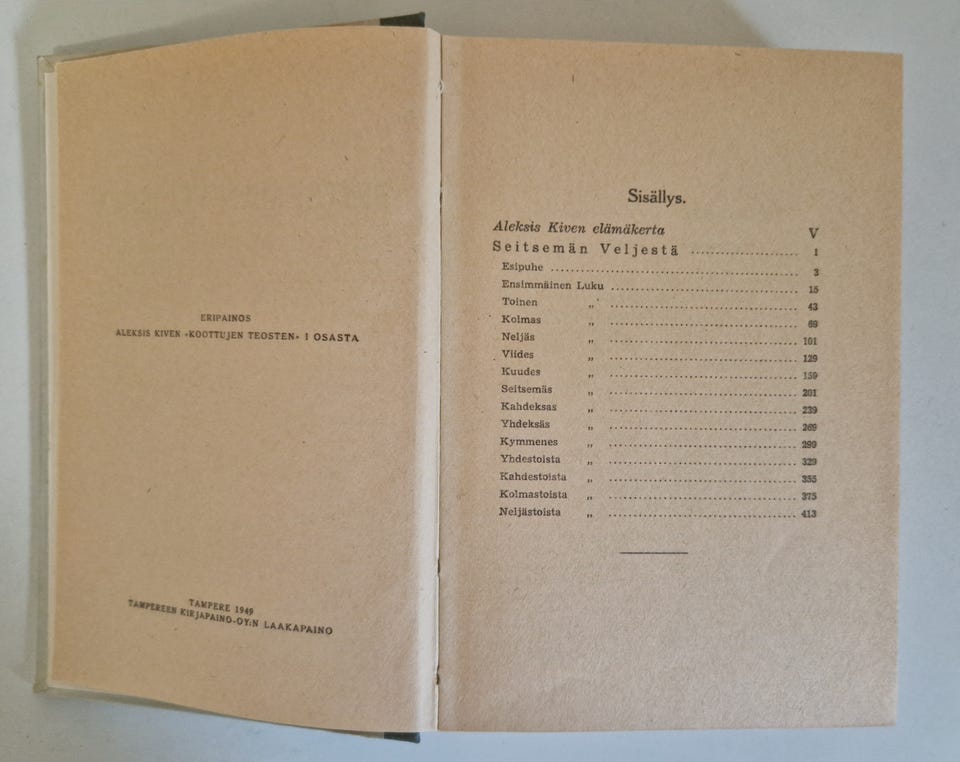 ERIPAINOS
ALEKSIS KIVEN »KOOTTUJEN TEOSTEN» I OSASTA
TAMPERE 1949
TAMPEREEN KIRJAPAINO-OY:N LAAKAPAINO
Sisällys.
Aleksis Kiven elämäkerta V
Seitsemän Veljestä .......................... 1
Esipuhe ............................................................ 3
Ensimmäinen Luku ............................................. 15
Toinen „ ............................................. 43
Kolmas „ ............................................. 69
Neljäs „ ............................................. 101
Viides „ ............................................. 129
Kuudes „ ............................................. 159
Seitsemäs „ ............................................. 201
Kahdeksas „ ............................................. 239
Yhdeksäs „ ............................................. 269
Kymmenes „ ............................................. 299
Yhdestoista „ ............................................. 329
Kahdestoista „ ............................................. 355
Kolmastoista „ ............................................. 375
Neljästoista „ ............................................. 413